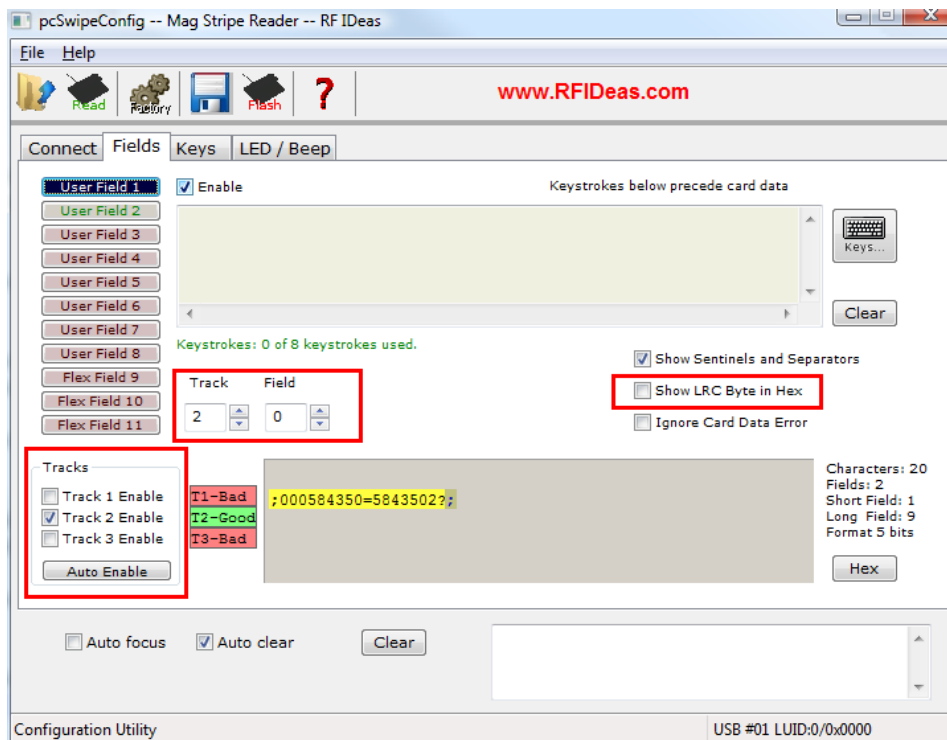 pcSwipeConfig -- Mag Stripe Reader -- RF IDeas
File Help
Read Factory Flash ? www.RFIDeas.com
Connect Fields Keys LED / Beep
User Field 1 Enable Keystrokes below precede card data
User Field 2
User Field 3
User Field 4
User Field 5
User Field 6
User Field 7
User Field 8
Flex Field 9
Flex Field 10
Flex Field 11
Keys...
Clear
Keystrokes: 0 of 8 keystrokes used.
Show Sentinels and Separators
Track Field
Show LRC Byte in Hex
2 0
Ignore Card Data Error
Tracks
Track 1 Enable T1-Bad ;000584350=5843502?;
Track 2 Enable T2-Good
Track 3 Enable T3-Bad
Auto Enable
Characters: 20
Fields: 2
Short Field: 1
Long Field: 9
Format 5 bits
Hex
Auto focus Auto clear Clear
Configuration Utility USB #01 LUID:0/0x0000